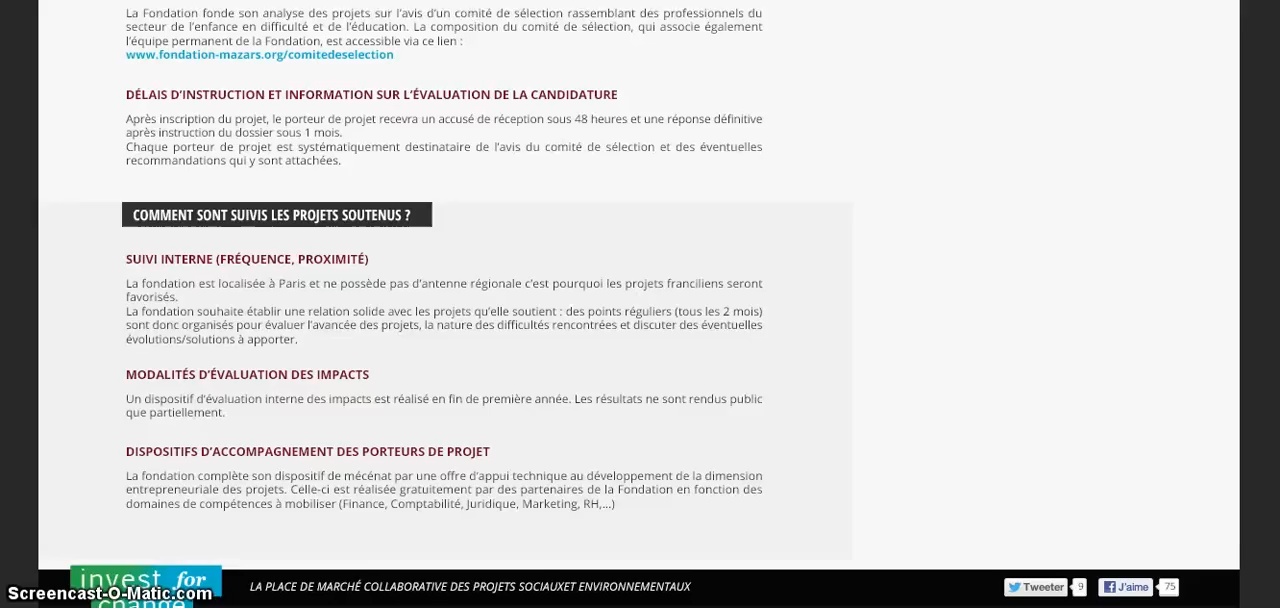 La Fondation fonde son analyse des projets sur l’avis d’un comité de sélection rassemblant des professionnels du
secteur de l’enfance en difficulté et de l’éducation. La composition du comité de sélection, qui associe également
l’équipe permanent de la Fondation, est accessible via ce lien :
www.fondation-mazars.org/comitedeselection
DÉLAIS D’INSTRUCTION ET INFORMATION SUR L’ÉVALUATION DE LA CANDIDATURE
Après inscription du projet, le porteur de projet recevra un accusé de réception sous 48 heures et une réponse définitive
après instruction du dossier sous 1 mois.
Chaque porteur de projet est systématiquement destinataire de l’avis du comité de sélection et des éventuelles
recommandations qui y sont attachées.
COMMENT SONT SUIVIS LES PROJETS SOUTENUS ?
SUIVI INTERNE (FRÉQUENCE, PROXIMITÉ)
La fondation est localisée à Paris et ne possède pas d’antenne régionale c’est pourquoi les projets franciliens seront
favorisés.
La fondation souhaite établir une relation solide avec les projets qu’elle soutient : des points réguliers (tous les 2 mois)
sont donc organisés pour évaluer l’avancée des projets, la nature des difficultés rencontrées et discuter des éventuelles
évolutions/solutions à apporter.
MODALITÉS D’ÉVALUATION DES IMPACTS
Un dispositif d’évaluation interne des impacts est réalisé en fin de première année. Les résultats ne sont rendus public
que partiellement.
DISPOSITIFS D’ACCOMPAGNEMENT DES PORTEURS DE PROJET
La fondation complète son dispositif de mécénat par une offre d’appui technique au développement de la dimension
entrepreneuriale des projets. Celle-ci est réalisée gratuitement par des partenaires de la Fondation en fonction des
domaines de compétences à mobiliser (Finance, Comptabilité, Juridique, Marketing, RH,...)
invest for
change
LA PLACE DE MARCHÉ COLLABORATIVE DES PROJETS SOCIAUXET ENVIRONNEMENTAUX
Tweeter 9 J'aime 75
Screencast-O-Matic.com